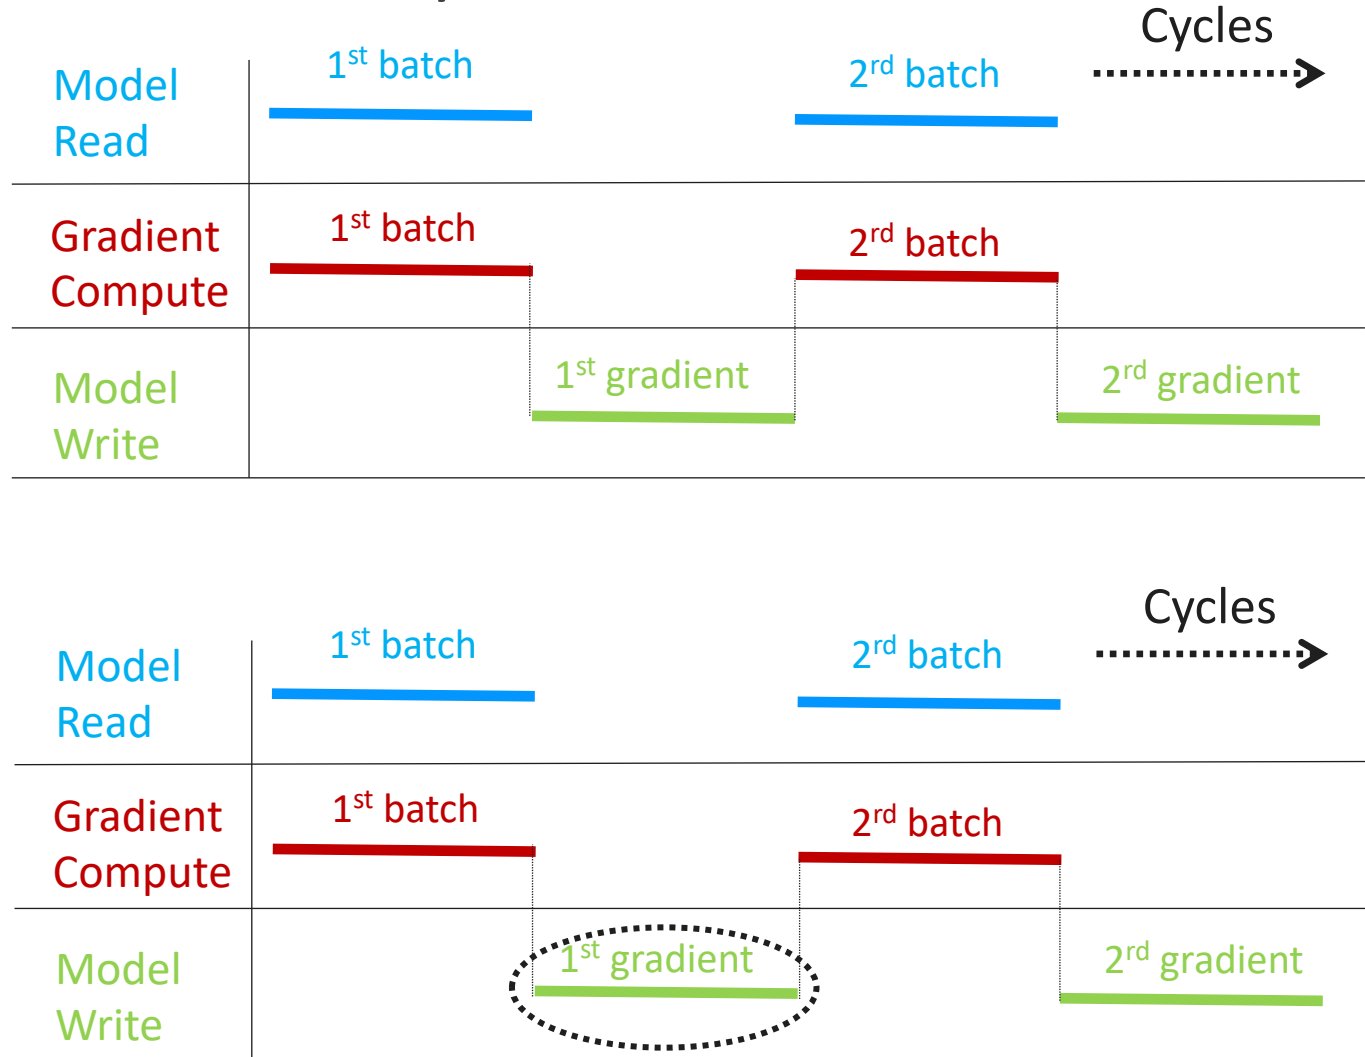 Cycles
1st batch
2rd batch
Model
Read
1st batch
2rd batch
Gradient
Compute
1st gradient
2rd gradient
Model
Write
Cycles
1st batch
2rd batch
Model
Read
1st batch
2rd batch
Gradient
Compute
1st gradient
2rd gradient
Model
Write